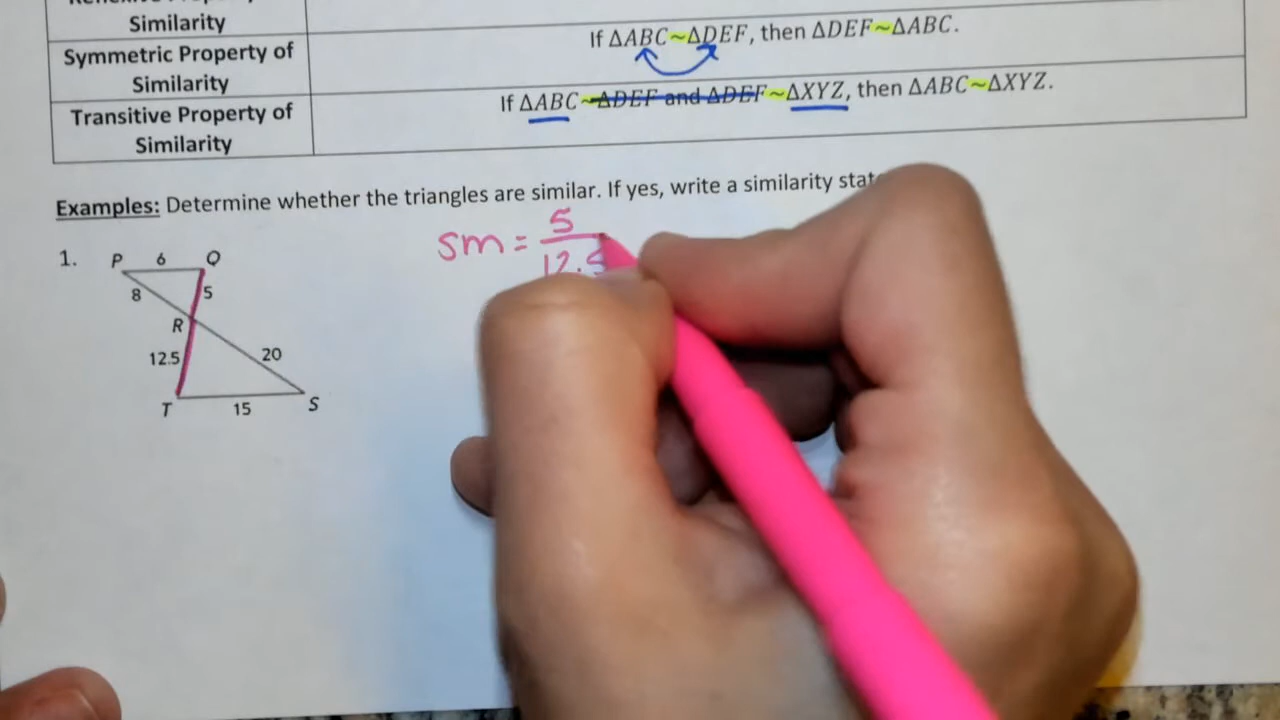 Similarity
If ΔABC~ΔDEF, then ΔDEF~ΔABC.
Symmetric Property of
Similarity
If ΔABC~ΔDEF and ΔDEF~ΔXYZ, then ΔABC~ΔXYZ.
Transitive Property of
Similarity
Examples: Determine whether the triangles are similar. If yes, write a similarity
sm = 5
12.5
1.
P 6 Q
8 5
R
12.5 20
T 15 S